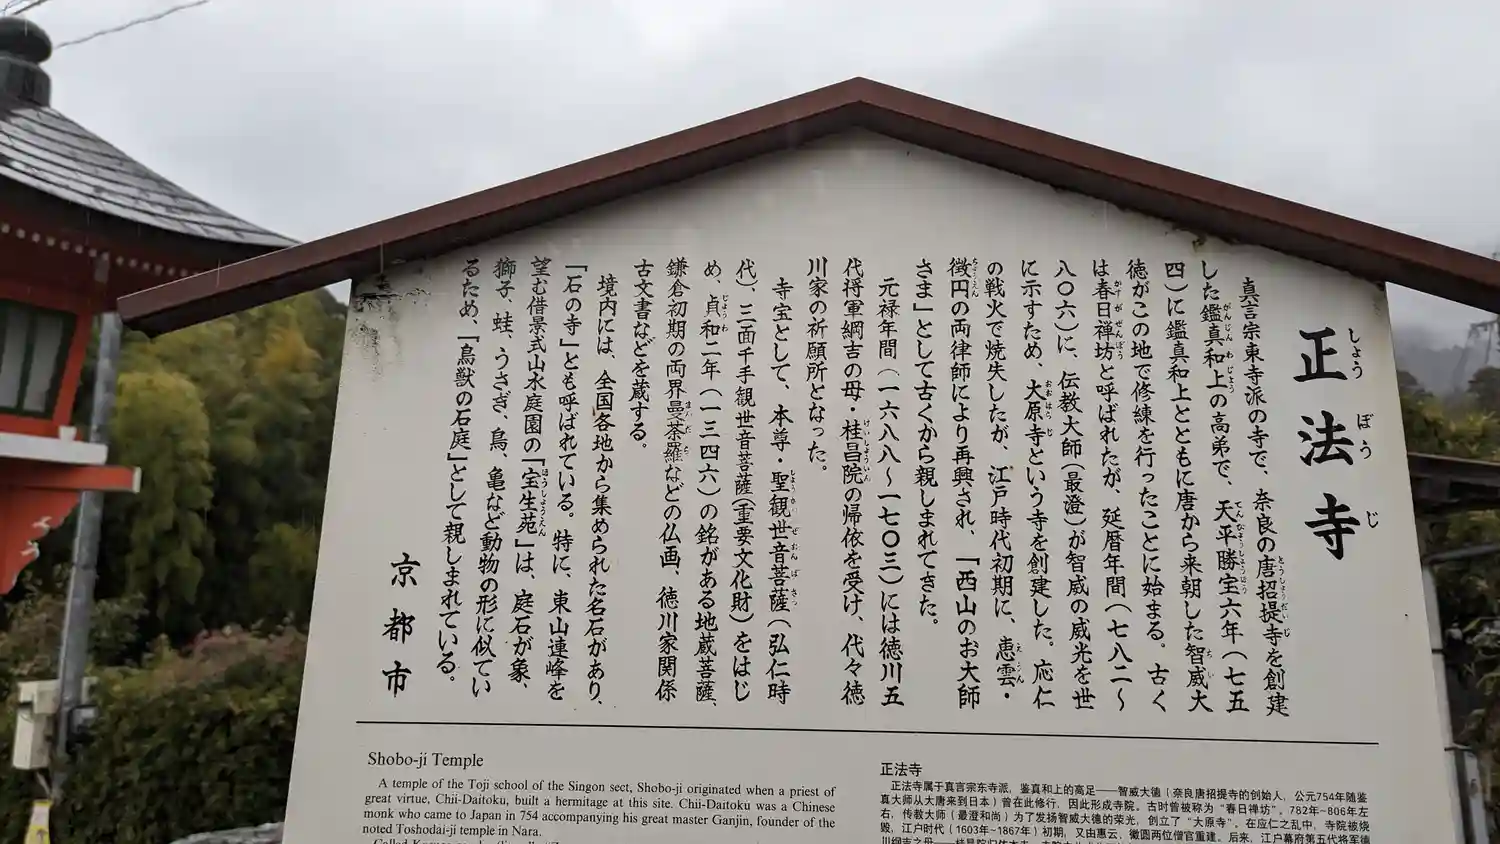 正法寺
しょうぼうじ
真言宗東寺派の寺で、奈良の唐招提寺を創建
した鑑真和上の高弟で、天平勝宝六年（七五
四）に鑑真和上とともに唐から来朝した智威大
徳がこの地で修練を行ったことに始まる。古く
は春日禅坊と呼ばれたが、延暦年間（七八二～
八〇六）に、伝教大師（最澄）が智威の威光を世
に示すため、大原寺という寺を創建した。応仁
の戦火で焼失したが、江戸時代初期に、恵雲・
徴円の両律師により再興され、「西山のお大師
さま」として古くから親しまれてきた。
元禄年間（一六八八～一七〇三）には徳川五
代将軍綱吉の母・桂昌院の帰依を受け、代々徳
川家の祈願所となった。
寺宝として、本尊・聖観世音菩薩（弘仁時
代）、三面千手観世音菩薩（重要文化財）をはじ
め、貞和二年（一三四六）の銘がある地蔵菩薩、
鎌倉初期の両界曼荼羅などの仏画、徳川家関係
古文書などを蔵する。
境内には、全国各地から集められた名石があり、
「石の寺」とも呼ばれている。特に、東山連峰を
望む借景式山水庭園の「宝生苑」は、庭石が象、
獅子、蛙、うさぎ、鳥、亀など動物の形に似てい
るため、「鳥獣の石庭」として親しまれている。
京都市
Shobo-ji Temple
A temple of the Toji school of the Singon sect, Shobo-ji originated when a priest of
great virtue, Chii-Daitoku, built a hermitage at this site. Chii-Daitoku was a Chinese
monk who came to Japan in 754 accompanying his great master Ganjin, founder of the
noted Toshodai-ji temple in Nara.
正法寺
正法寺属于真言宗东寺派，鉴真和上的高足——智威大德（奈良唐招提寺的创始人，公元754年随鉴
真大师从大唐来到日本）曾在此修行，因此形成寺院。古时曾被称为“春日禅坊”，782年-806年左
右，传教大师（最澄和尚）为了发扬智威大德的荣光，创立了“大原寺”。在应仁之乱中，寺院被烧
毁，江户时代（1603年-1867年）初期，又由惠云、徽圆两位僧官重建。后来，江户幕府第五代将军德